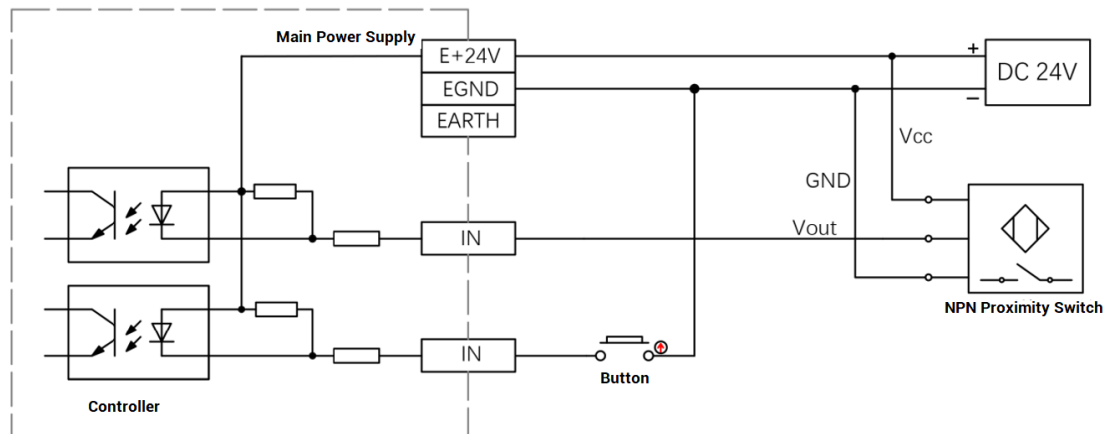 Main Power Supply
E+24V
EGND
EARTH
+
DC 24V
−
Vcc
GND
Vout
IN
NPN Proximity Switch
IN
Button
Controller